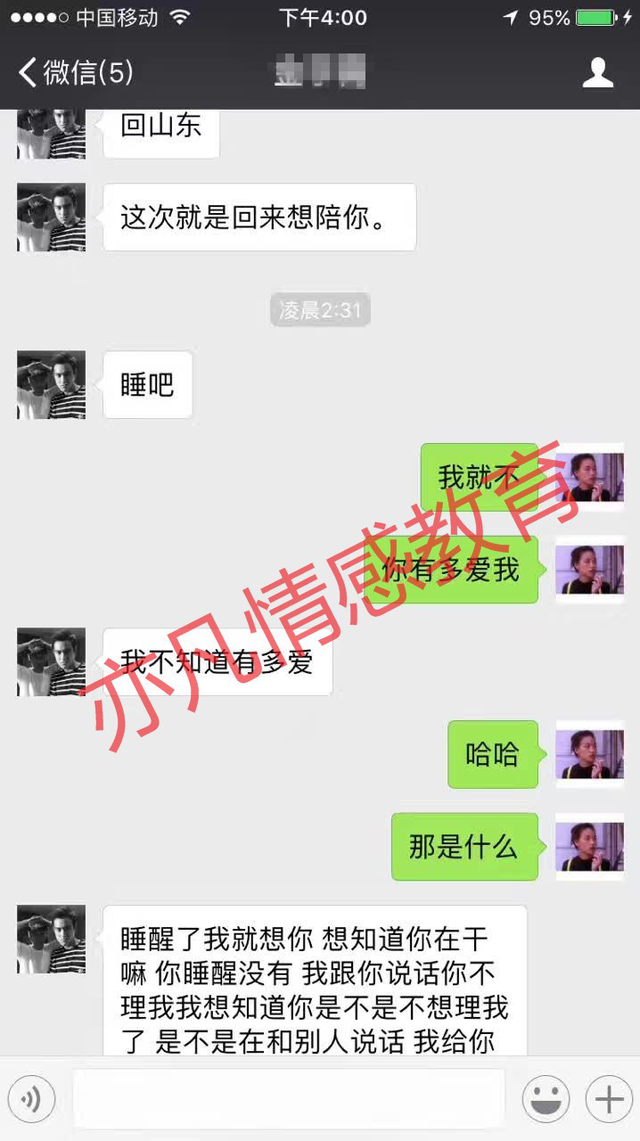 中国移动
下午4:00
95%
微信(5)
回山东
这次就是回来想陪你。
凌晨2:31
睡吧
我就不
你有多爱我
我不知道有多爱
哈哈
那是什么
睡醒了我就想你 想知道你在干
嘛 你睡醒没有 我跟你说话你不
理我我想知道你是不是不想理我
了 是不是在和别人说话 我给你
亦凡情感教育